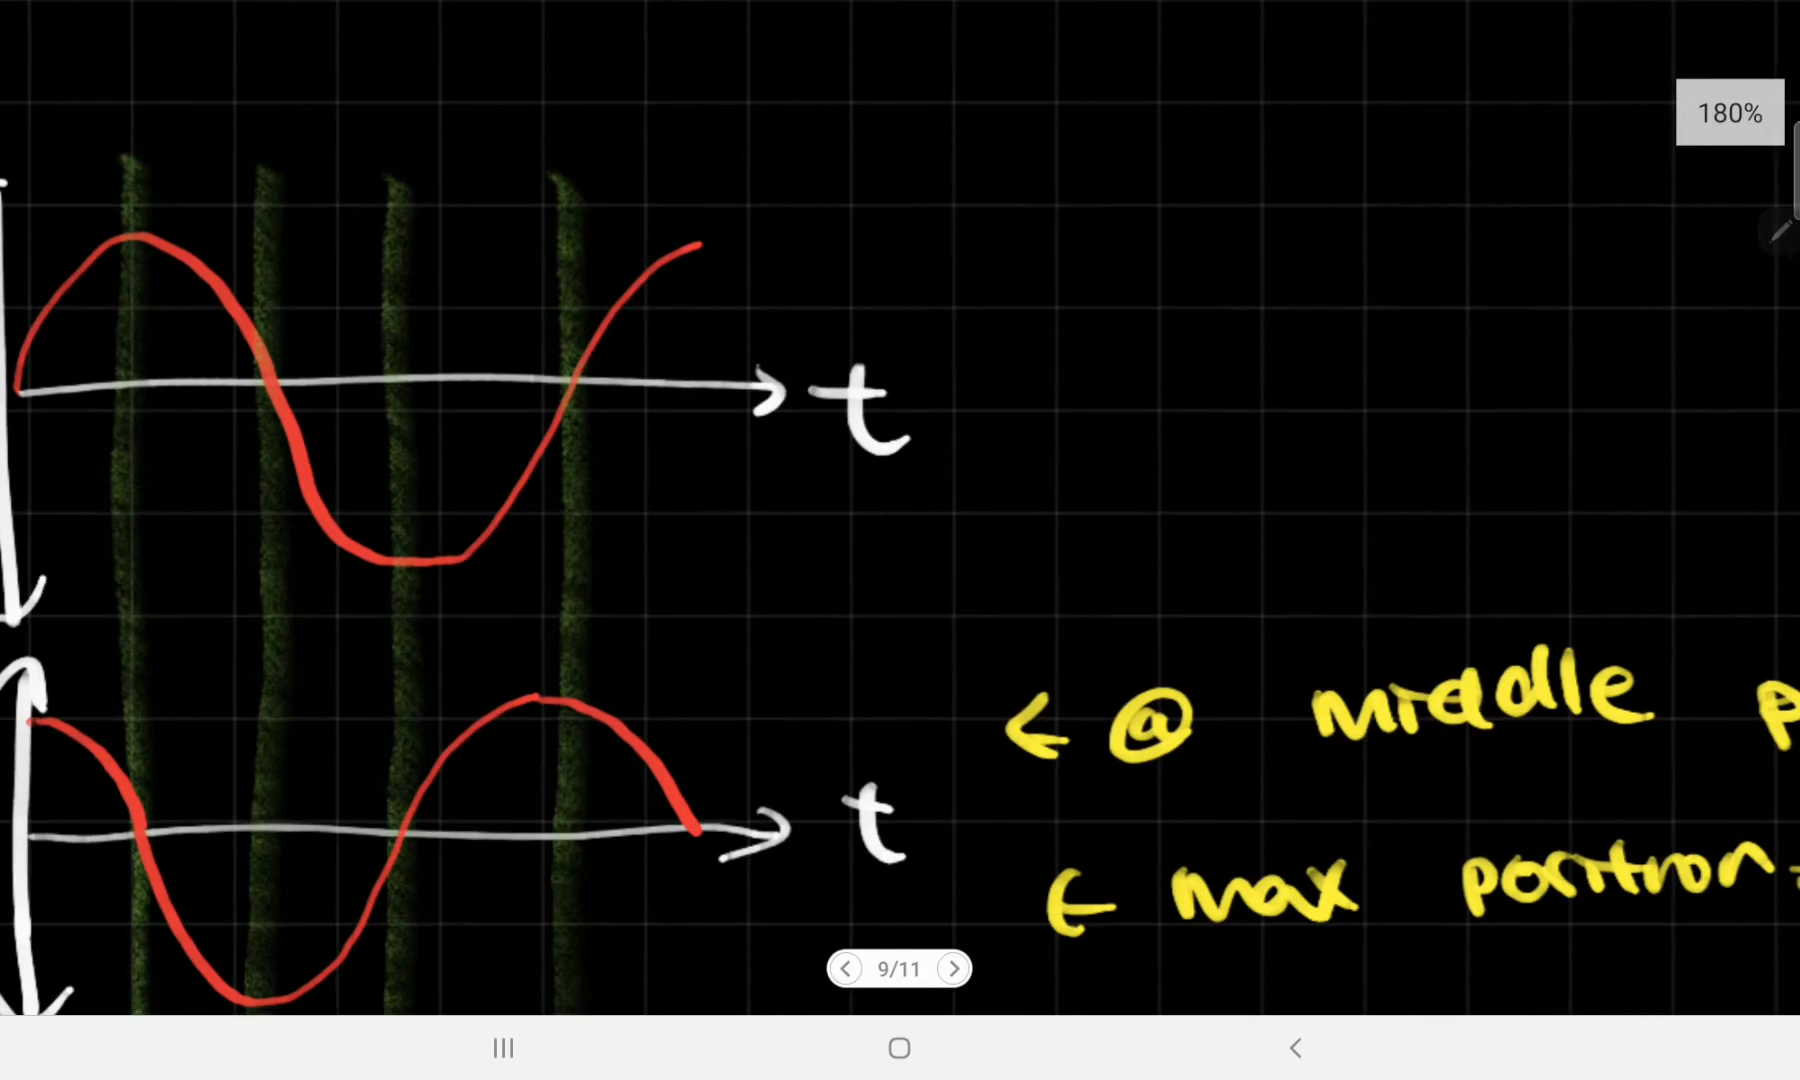 180%
t
← @ middle p
t
← max position
9/11